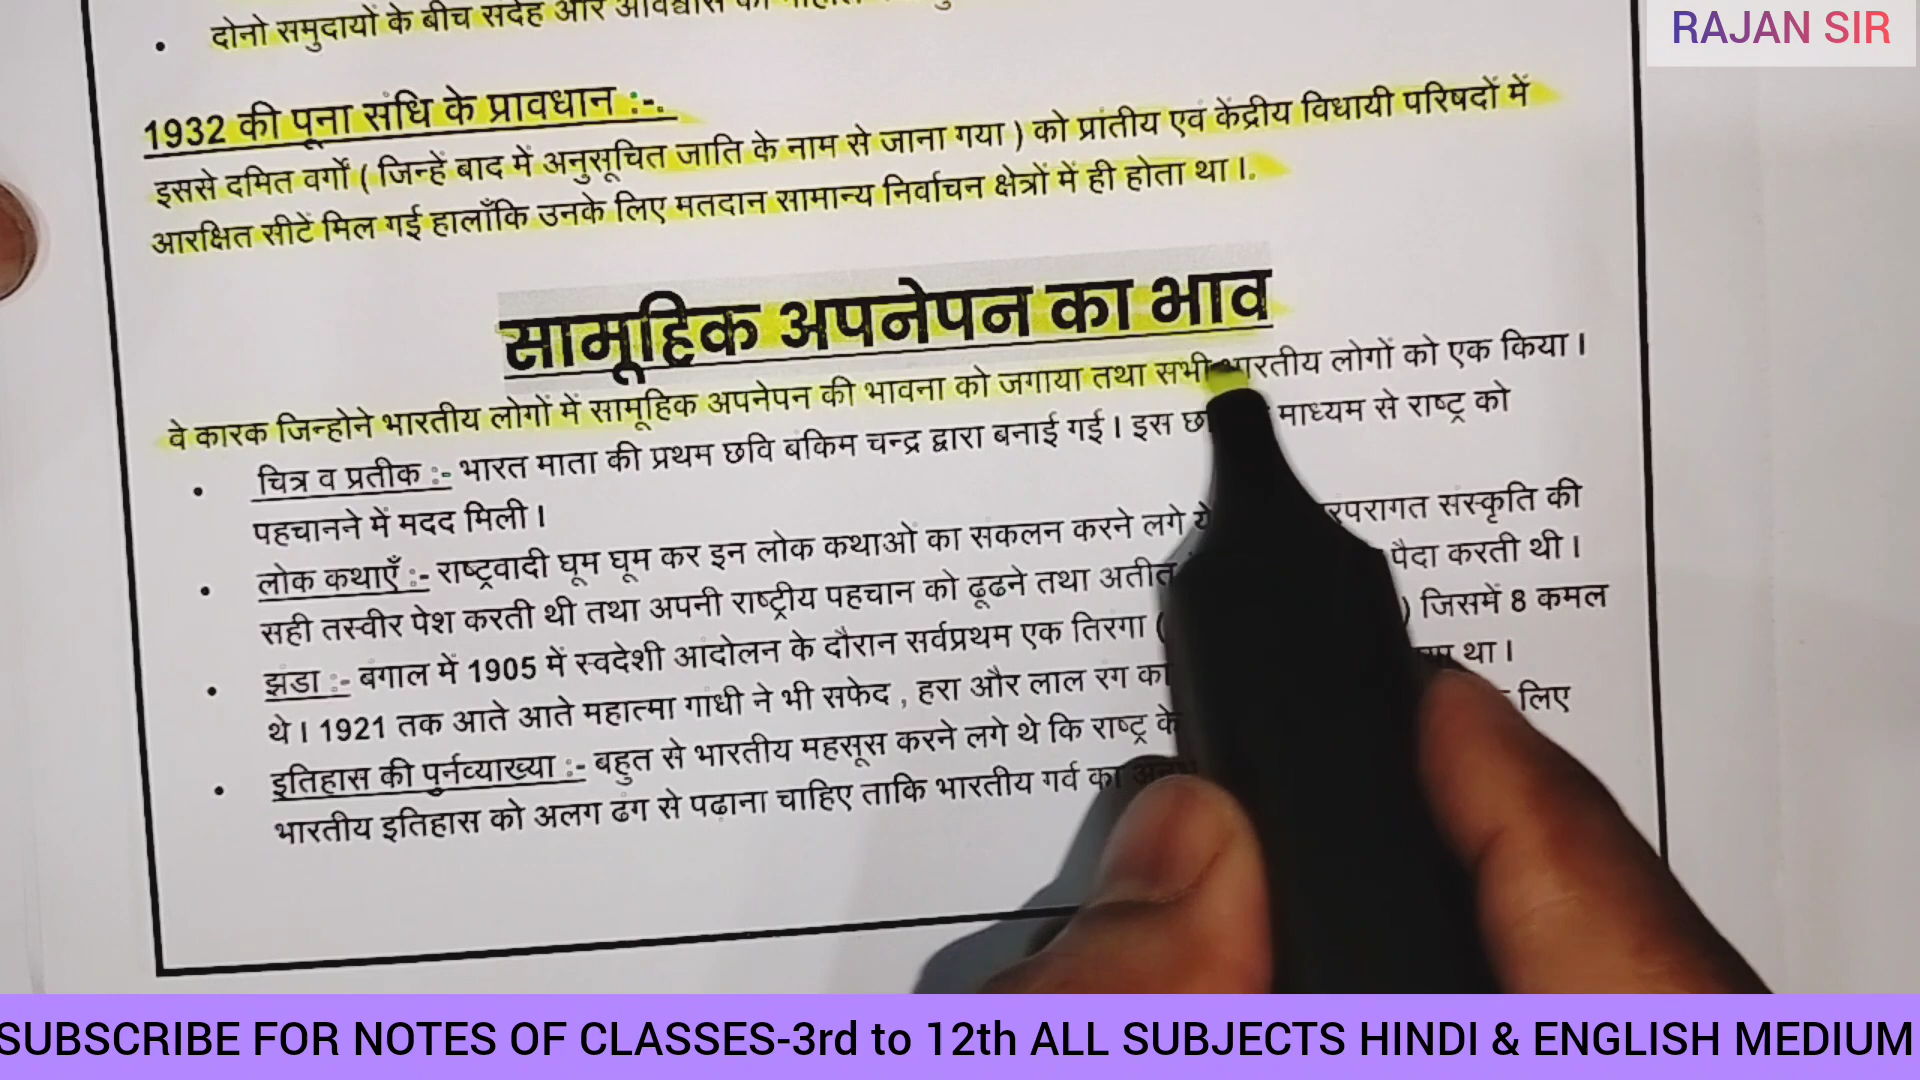 RAJAN SIR
• दोनो समुदायों के बीच संदेह और
1932 की पूना संधि के प्रावधान :-.
इससे दमित वर्गों ( जिन्हें बाद में अनुसूचित जाति के नाम से जाना गया ) को प्रांतीय एवं केंद्रीय विधायी परिषदों में
आरक्षित सीटें मिल गई हालाँकि उनके लिए मतदान सामान्य निर्वाचन क्षेत्रों में ही होता था ।.
सामूहिक अपनेपन का भाव
वे कारक जिन्होने भारतीय लोगों में सामूहिक अपनेपन की भावना को जगाया तथा सभी भारतीय लोगों को एक किया ।
• चित्र व प्रतीक :- भारत माता की प्रथम छवि बंकिम चन्द्र द्वारा बनाई गई । इस माध्यम से राष्ट्र को
पहचानने में मदद मिली ।
• लोक कथाएँ :- राष्ट्रवादी घूम घूम कर इन लोक कथाओं का संकलन करने लगे संस्कृति की
सही तस्वीर पेश करती थी तथा अपनी राष्ट्रीय पहचान को ढूढने तथा अतीत पैदा करती थी ।
• झंडा :- बंगाल में 1905 में स्वदेशी आंदोलन के दौरान सर्वप्रथम एक तिरंगा ( ) जिसमें 8 कमल
थे । 1921 तक आते आते महात्मा गांधी ने भी सफेद , हरा और लाल रंग का था ।
• इतिहास की पुर्नव्याख्या :- बहुत से भारतीय महसूस करने लगे थे कि राष्ट्र के लिए
भारतीय इतिहास को अलग ढंग से पढ़ाना चाहिए ताकि भारतीय गर्व का
SUBSCRIBE FOR NOTES OF CLASSES-3rd to 12th ALL SUBJECTS HINDI & ENGLISH MEDIUM